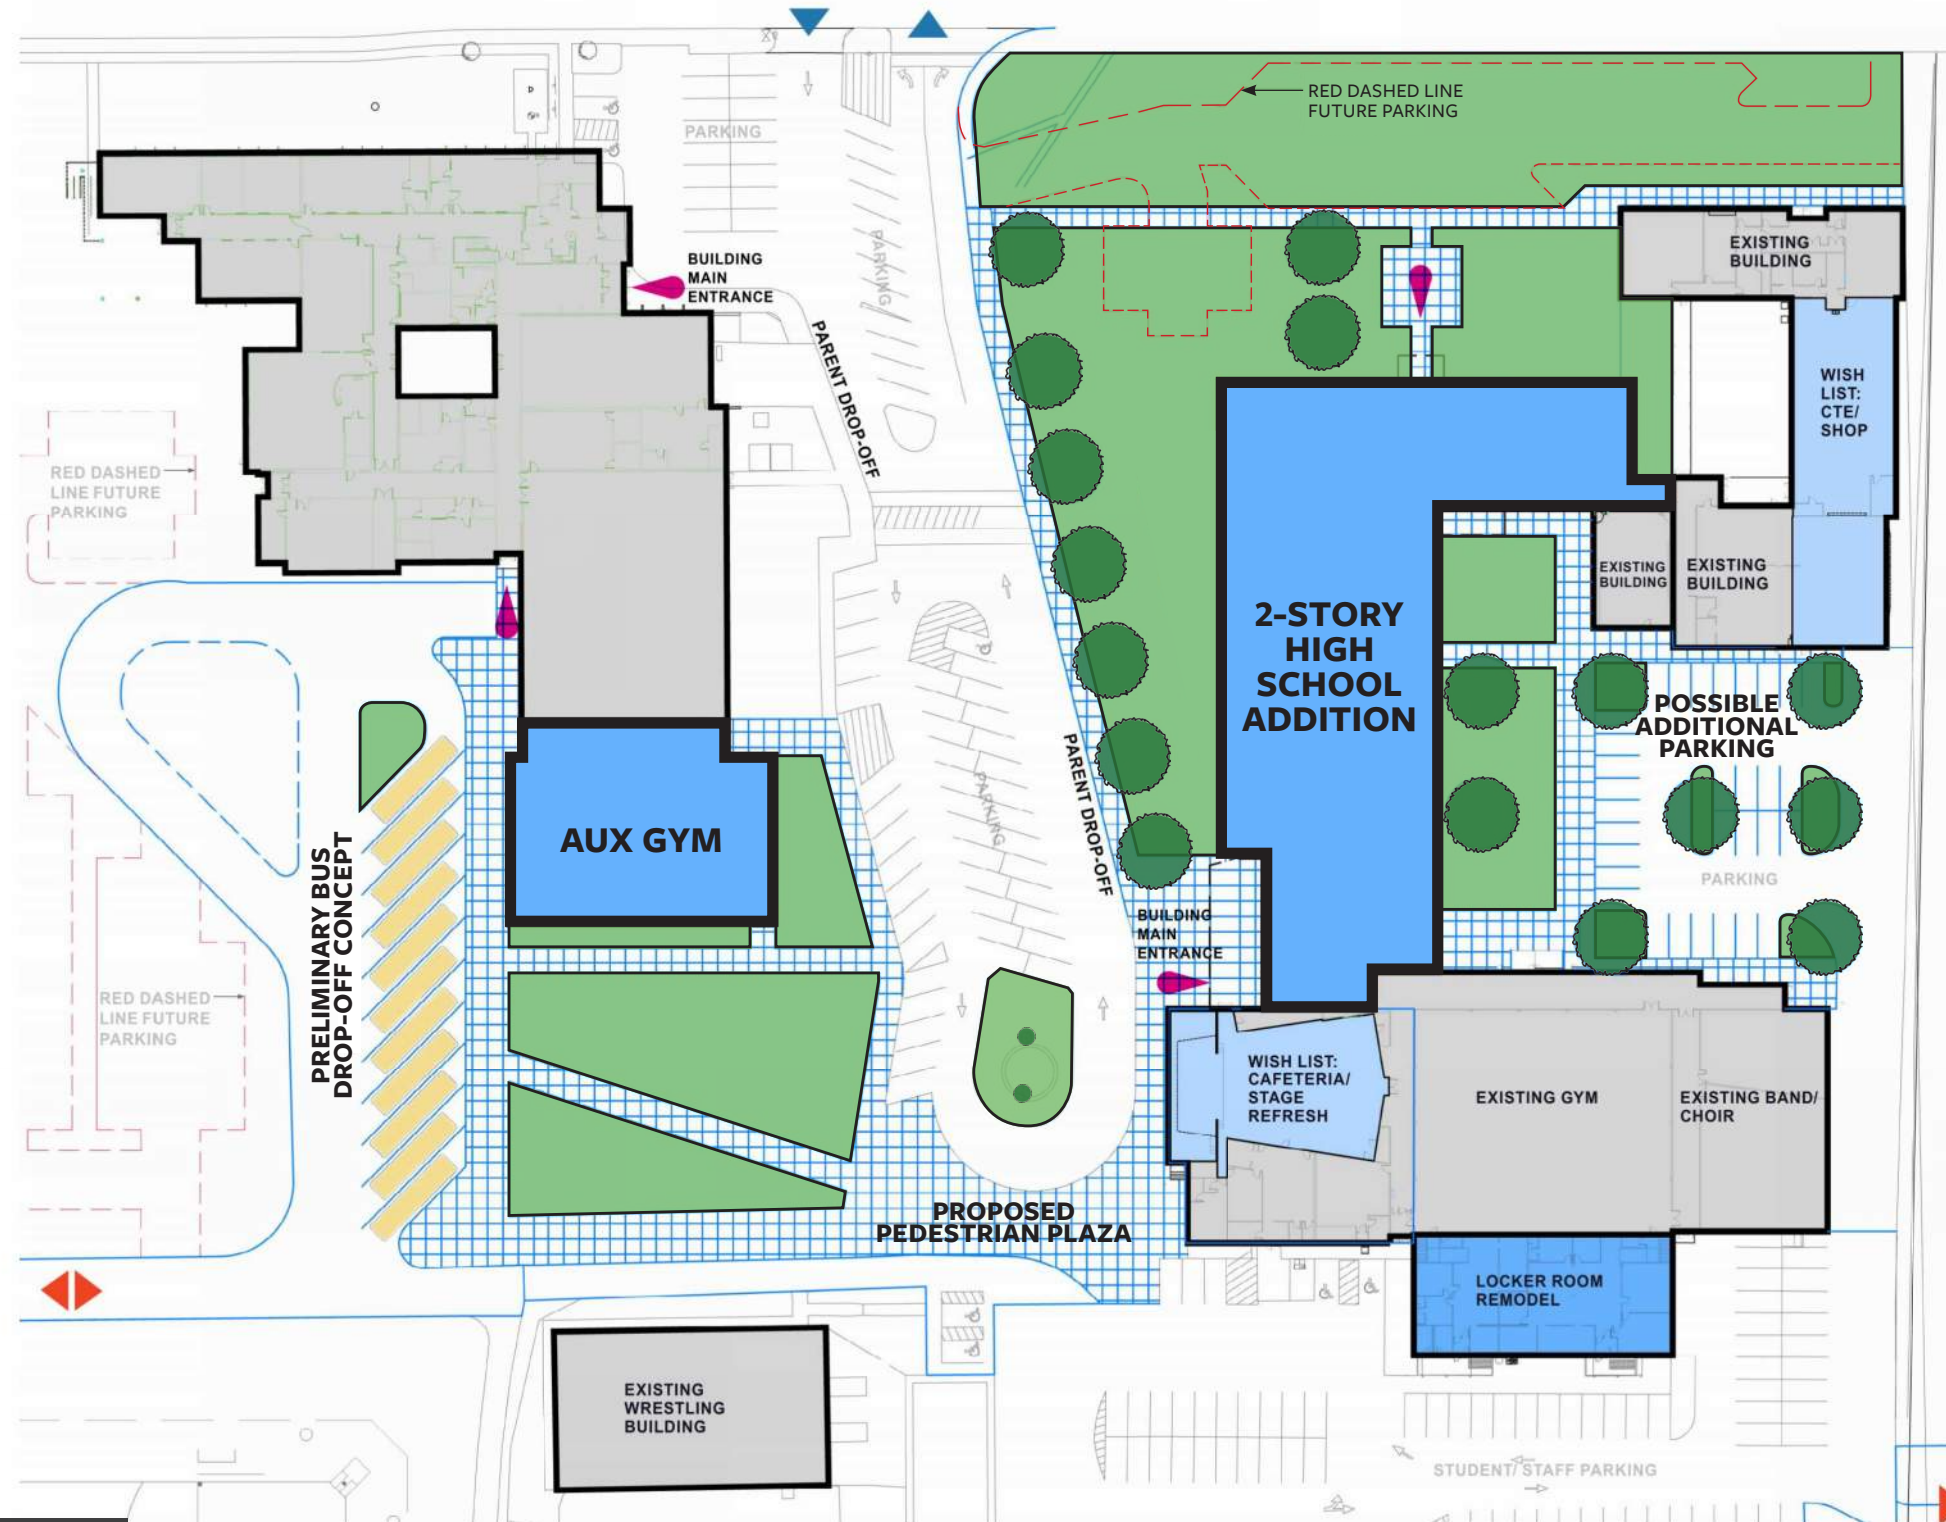 RED DASHED LINE
FUTURE PARKING
PARKING
PARKING
BUILDING
MAIN
ENTRANCE
EXISTING
BUILDING
PARENT DROP-OFF
WISH
LIST:
CTE/
SHOP
RED DASHED
LINE FUTURE
PARKING
EXISTING
BUILDING
EXISTING
BUILDING
2-STORY
HIGH
SCHOOL
ADDITION
POSSIBLE
ADDITIONAL
PARKING
PARENT DROP-OFF
PARKING
AUX GYM
PARKING
PRELIMINARY BUS
DROP-OFF CONCEPT
BUILDING
MAIN
ENTRANCE
RED DASHED
LINE FUTURE
PARKING
WISH LIST:
CAFETERIA/
STAGE
REFRESH
EXISTING GYM
EXISTING BAND/
CHOIR
PROPOSED
PEDESTRIAN PLAZA
LOCKER ROOM
REMODEL
EXISTING
WRESTLING
BUILDING
STUDENT/ STAFF PARKING